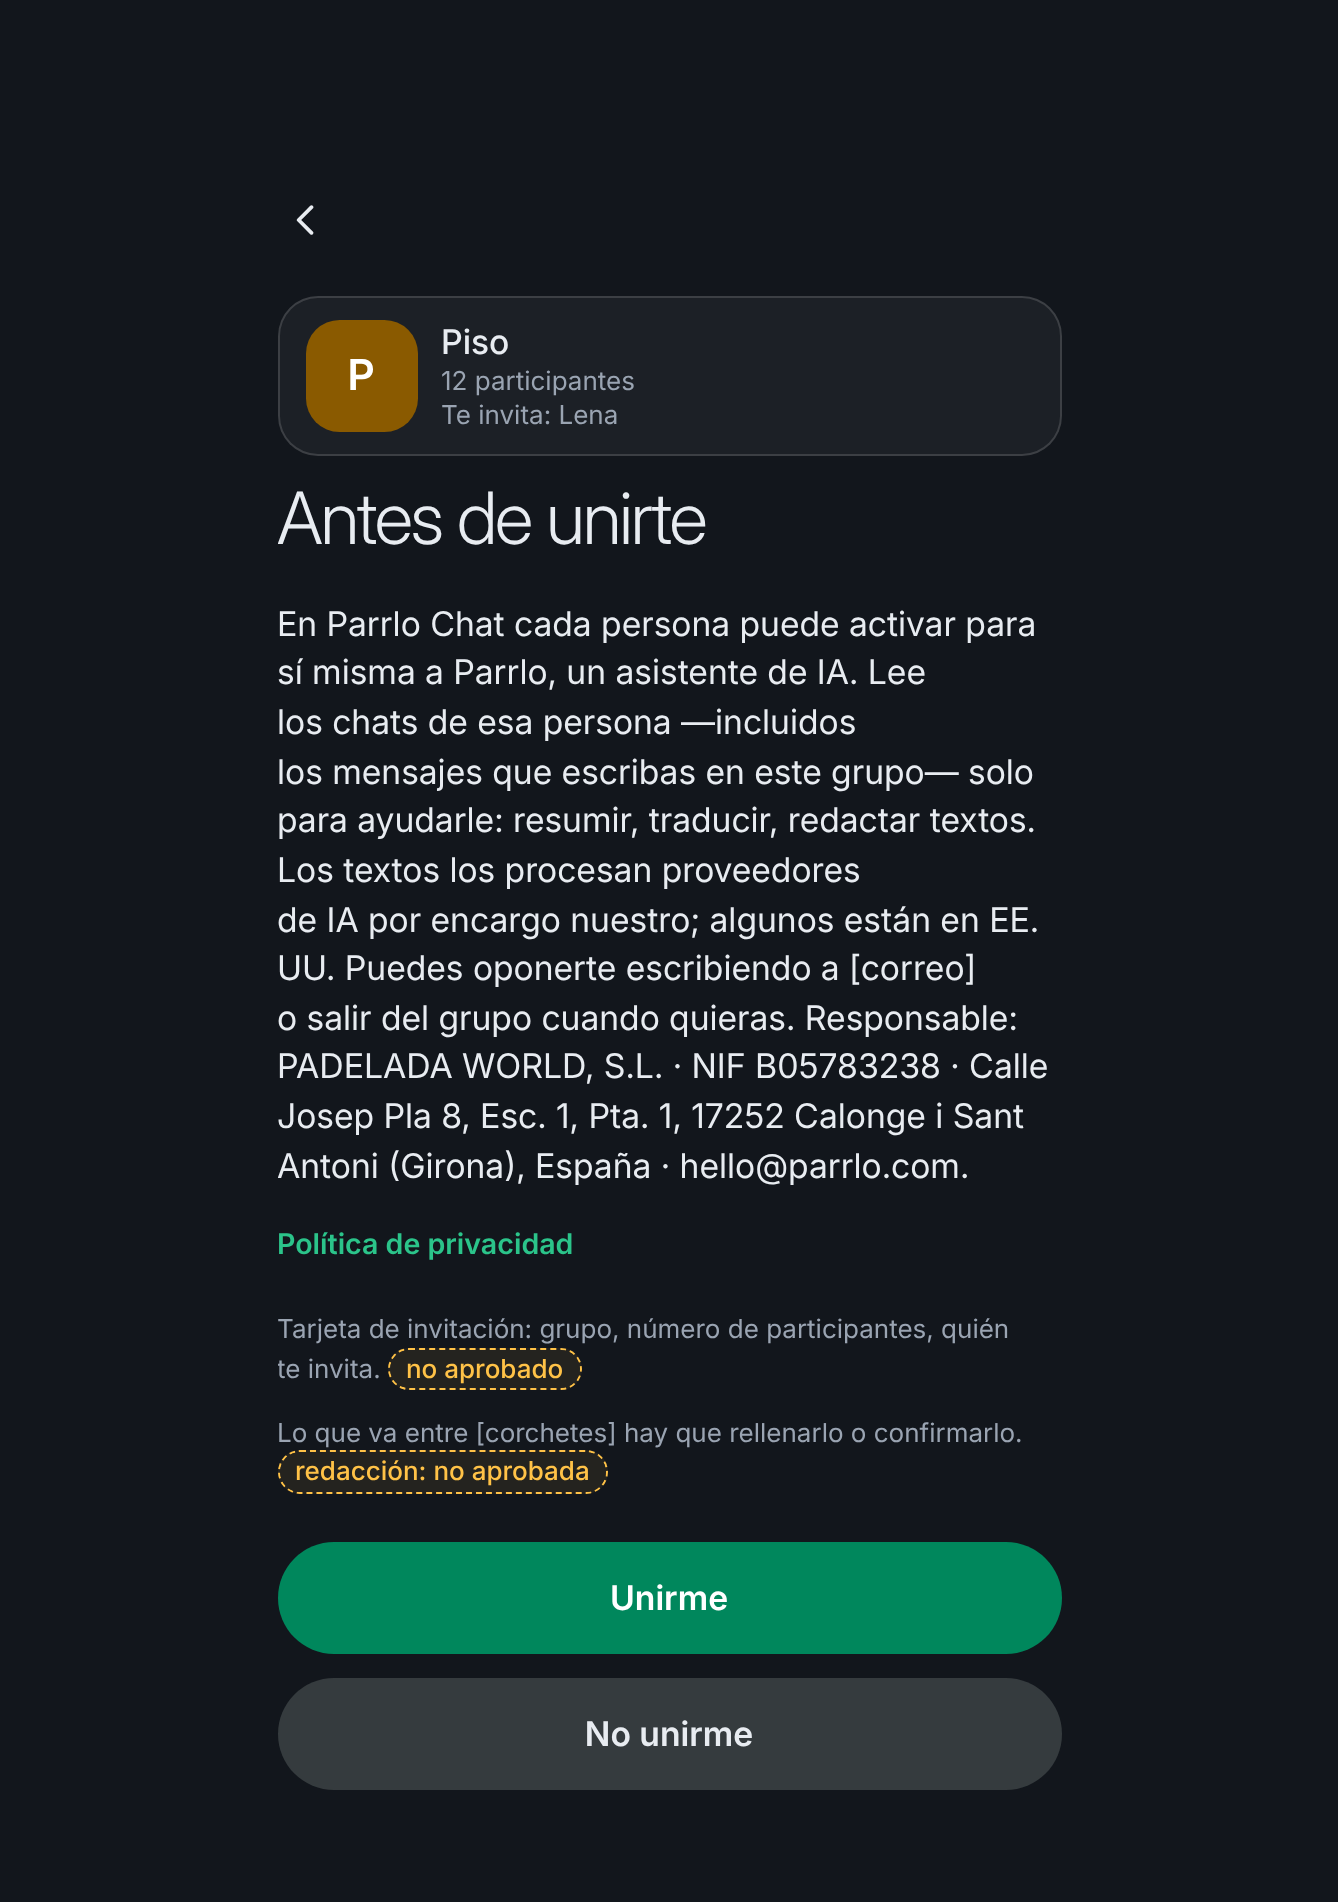 P
Piso
12 participantes
Te invita: Lena
Antes de unirte
En Parrlo Chat cada persona puede activar para
sí misma a Parrlo, un asistente de IA. Lee
los chats de esa persona —incluidos
los mensajes que escribas en este grupo— solo
para ayudarle: resumir, traducir, redactar textos.
Los textos los procesan proveedores
de IA por encargo nuestro; algunos están en EE.
UU. Puedes oponerte escribiendo a [correo]
o salir del grupo cuando quieras. Responsable:
PADELADA WORLD, S.L. · NIF B05783238 · Calle
Josep Pla 8, Esc. 1, Pta. 1, 17252 Calonge i Sant
Antoni (Girona), España · hello@parrlo.com.
Política de privacidad
Tarjeta de invitación: grupo, número de participantes, quién
te invita. no aprobado
Lo que va entre [corchetes] hay que rellenarlo o confirmarlo.
redacción: no aprobada
Unirme
No unirme